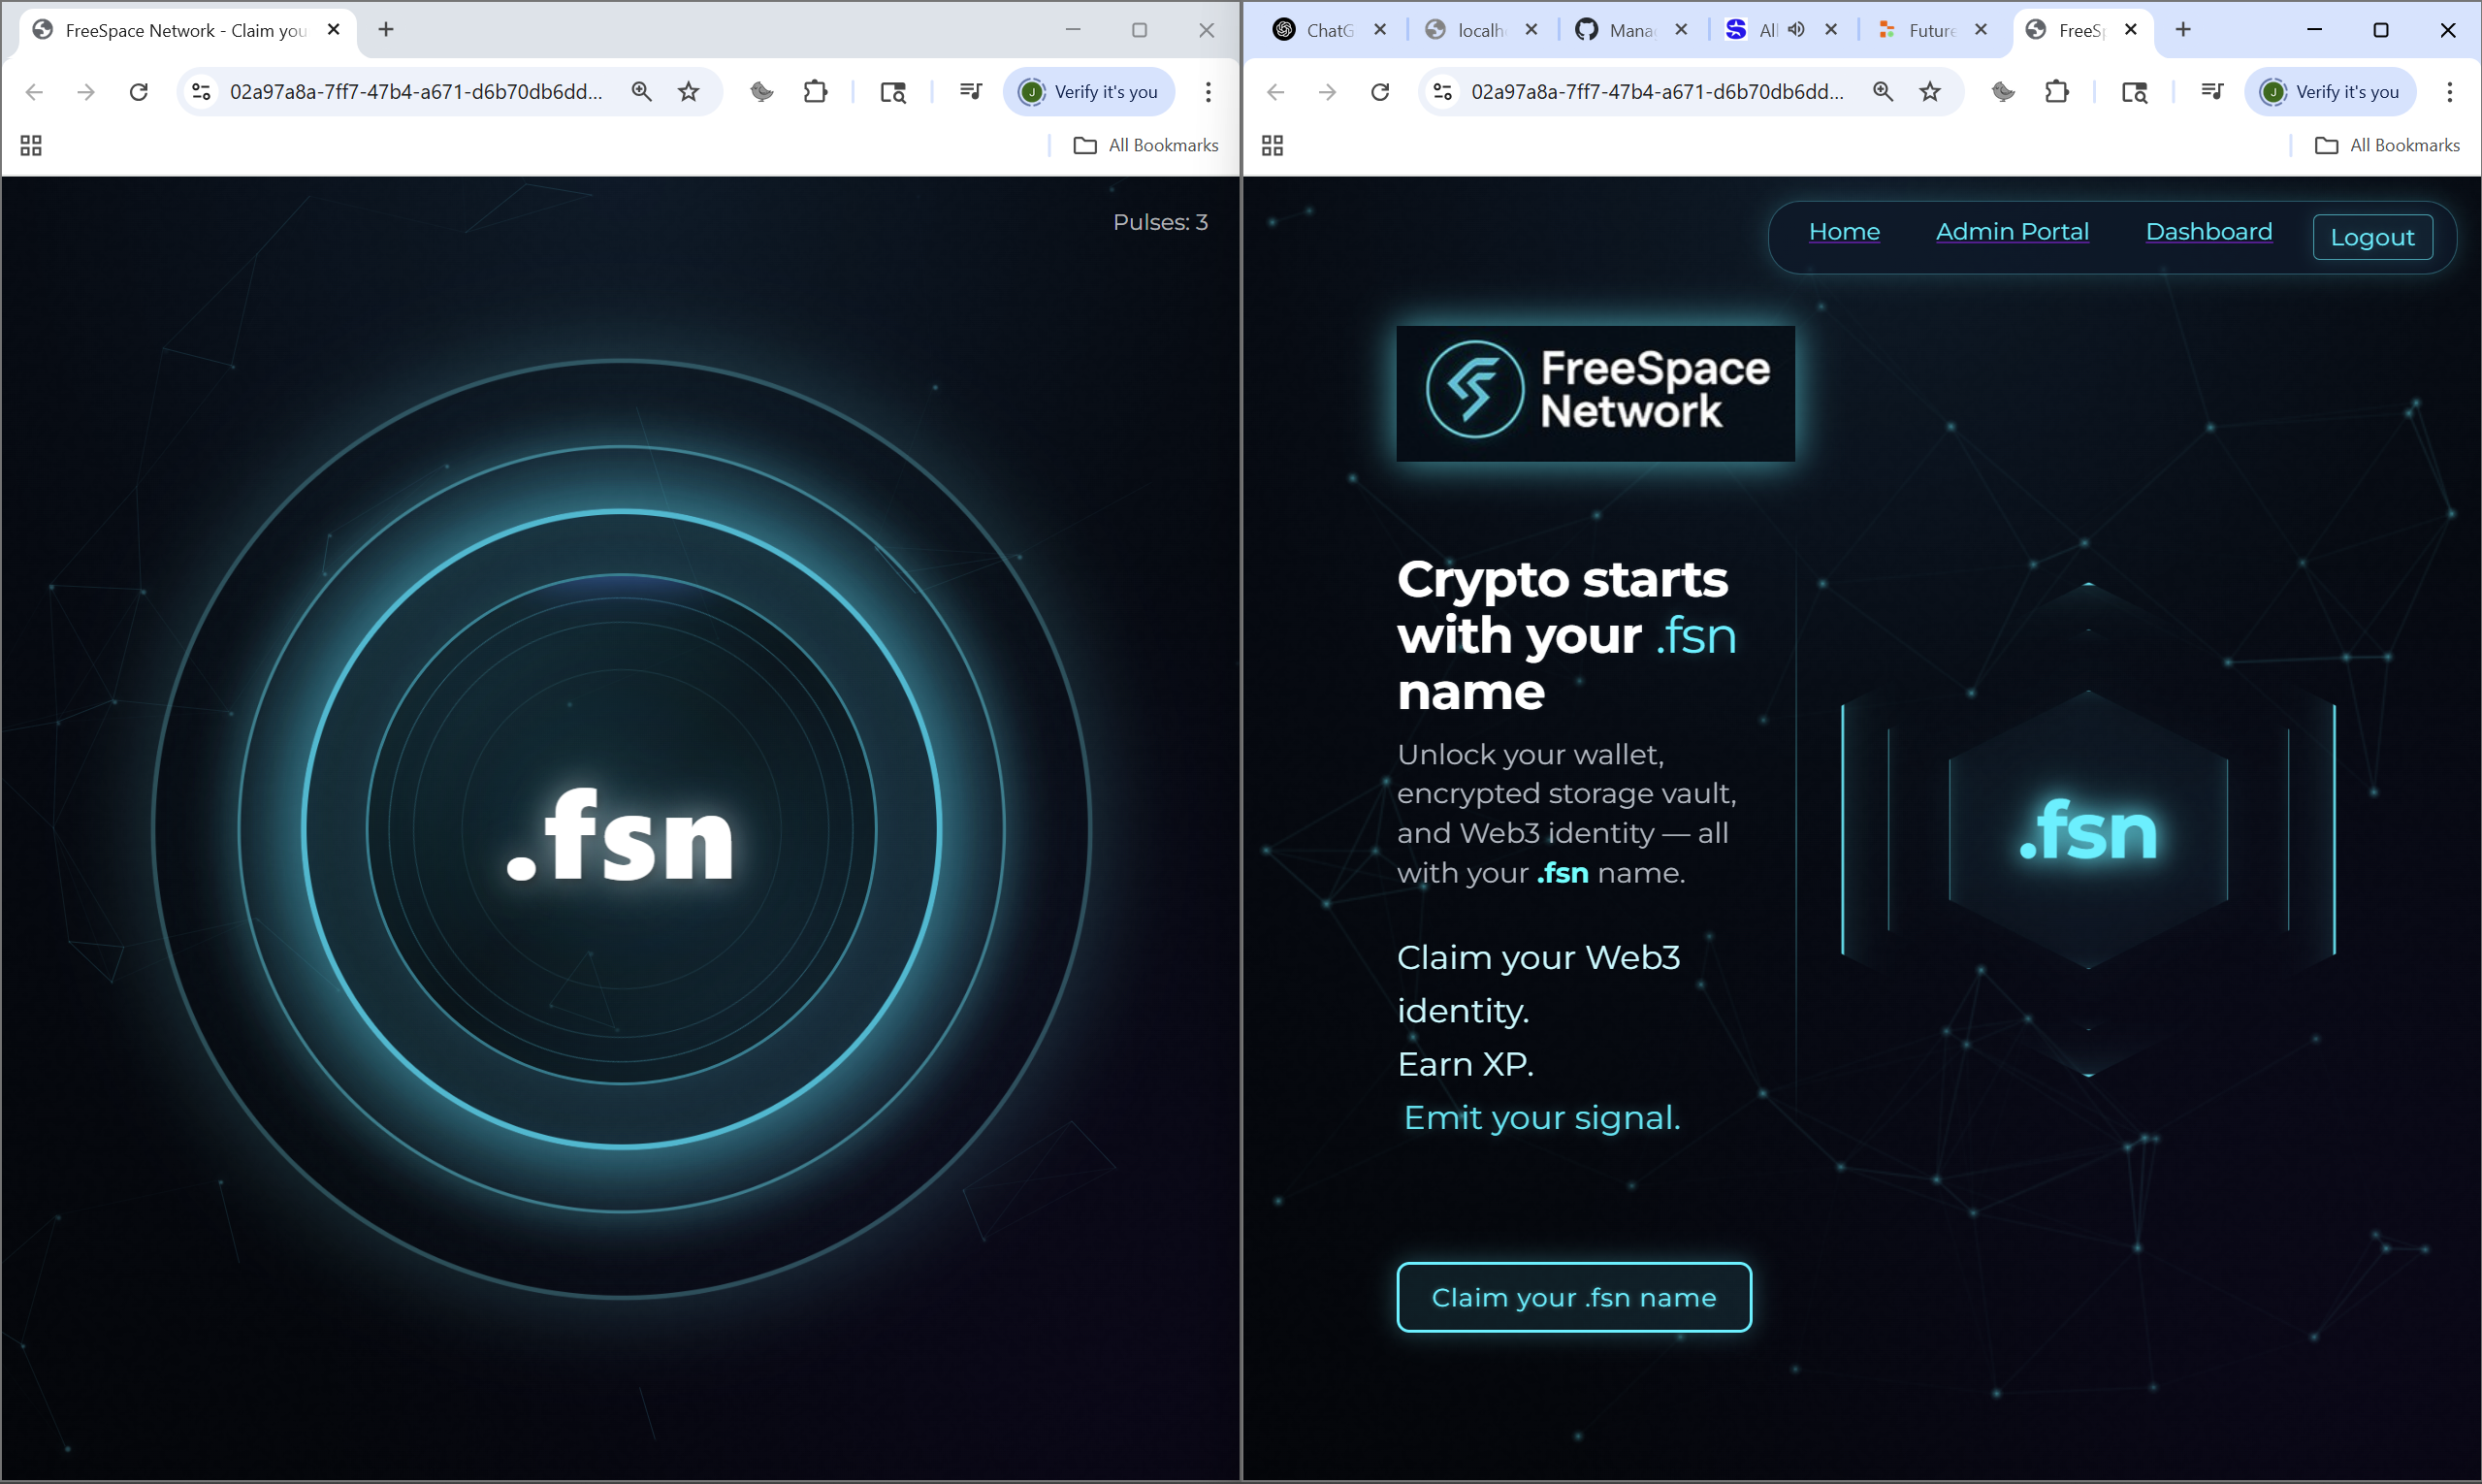 FreeSpace Network - Claim you
02a97a8a-7ff7-47b4-a671-d6b70db6dd...
J
Verify it's you
All Bookmarks
Pulses: 3
.fsn
ChatG
localh
Mana
All
Future
FreeSp
02a97a8a-7ff7-47b4-a671-d6b70db6dd...
J
Verify it's you
All Bookmarks
Home
Admin Portal
Dashboard
Logout
FreeSpace
Network
Crypto starts
with your .fsn
name
Unlock your wallet,
encrypted storage vault,
and Web3 identity — all
with your .fsn name.
Claim your Web3
identity.
Earn XP.
Emit your signal.
Claim your .fsn name
.fsn